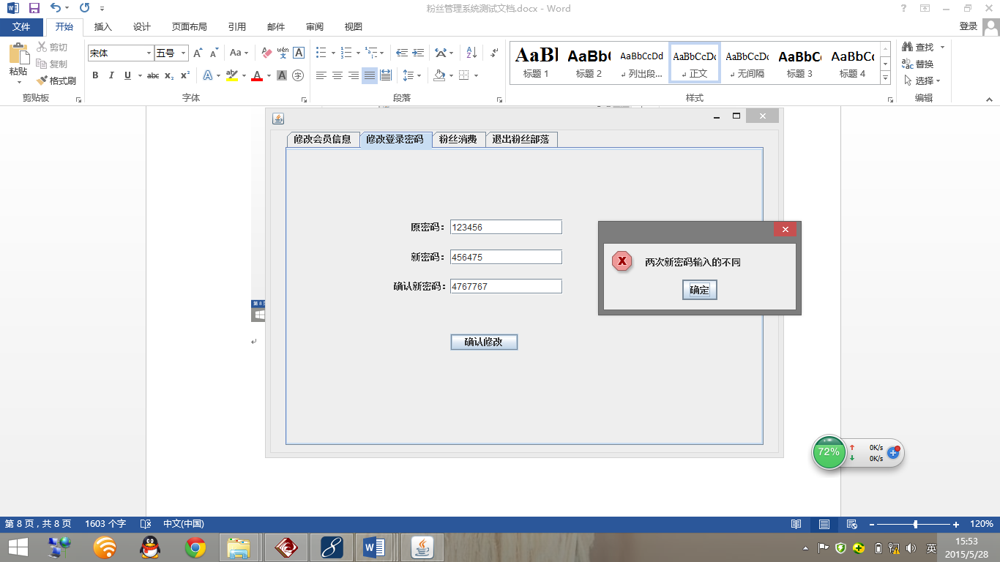 粉丝管理系统测试文档.docx - Word
文件 开始 插入 设计 页面布局 引用 邮件 审阅 视图 登录
粘贴 剪切 复制 格式刷
宋体 五号
AaBl AaBb( AaBbCcDd AaBbCcDc AaBbCcDc AaBbC AaBbCc
标题 1 标题 2 列出段... 正文 无间隔 标题 3 标题 4
查找 替换 选择
剪贴板 字体 段落 样式 编辑
修改会员信息 修改登录密码 粉丝消费 退出粉丝部落
原密码： 123456
新密码： 456475
确认新密码： 4767767
确认修改
两次新密码输入的不同
确定
72%
0K/s
0K/s
第 8 页，共 8 页 1603 个字 中文(中国) 120%
英
15:53
2015/5/28